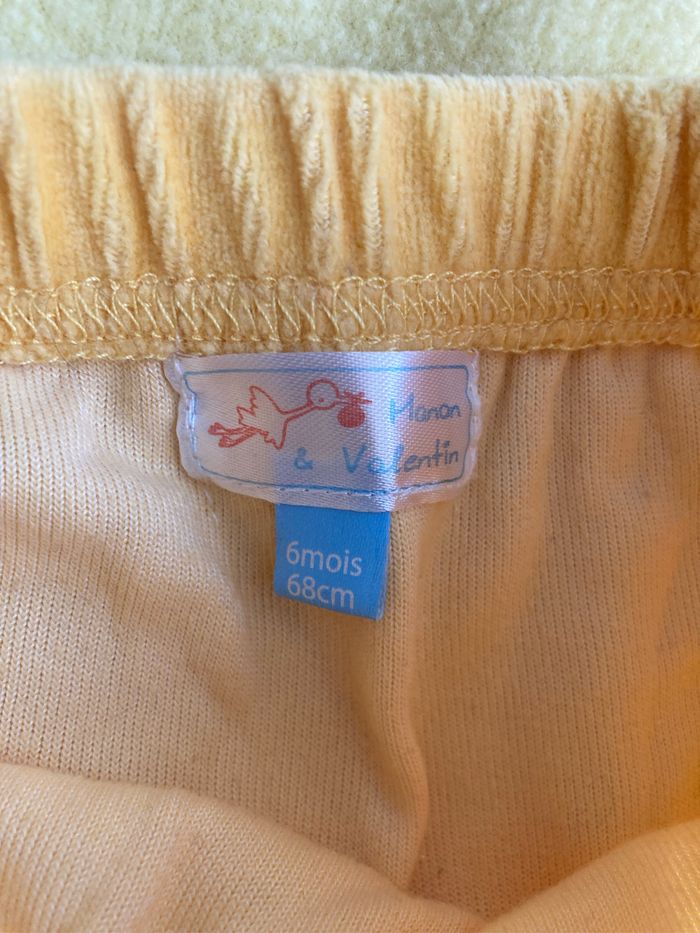 Manon
& Valentin
6mois
68cm